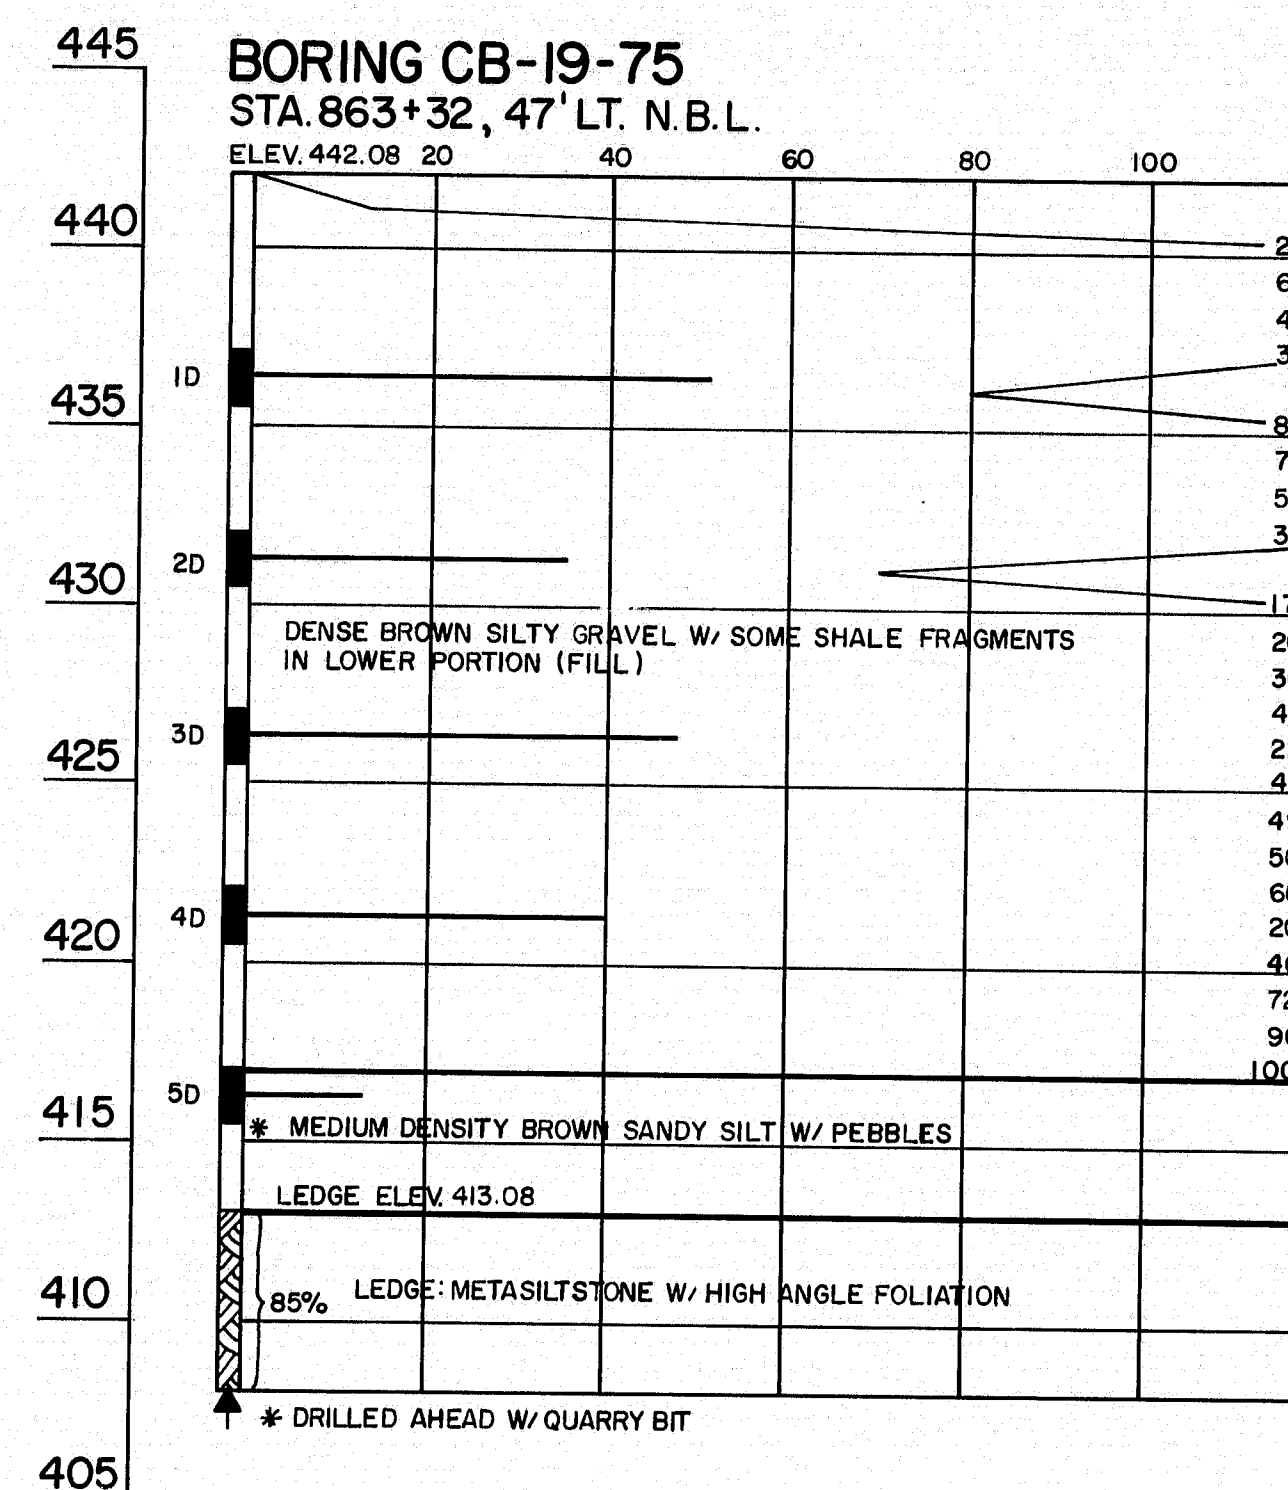 445
BORING CB-19-75
STA.863+32, 47' LT. N.B.L.
ELEV. 442.08 20 40 60 80 100
440
1D
435
2D
430
DENSE BROWN SILTY GRAVEL W/ SOME SHALE FRAGMENTS
IN LOWER PORTION (FILL)
3D
425
4D
420
100
5D
415
* MEDIUM DENSITY BROWN SANDY SILT W/ PEBBLES
LEDGE ELEV. 413.08
410
85%
LEDGE: METASILTSTONE W/ HIGH ANGLE FOLIATION
* DRILLED AHEAD W/ QUARRY BIT
405